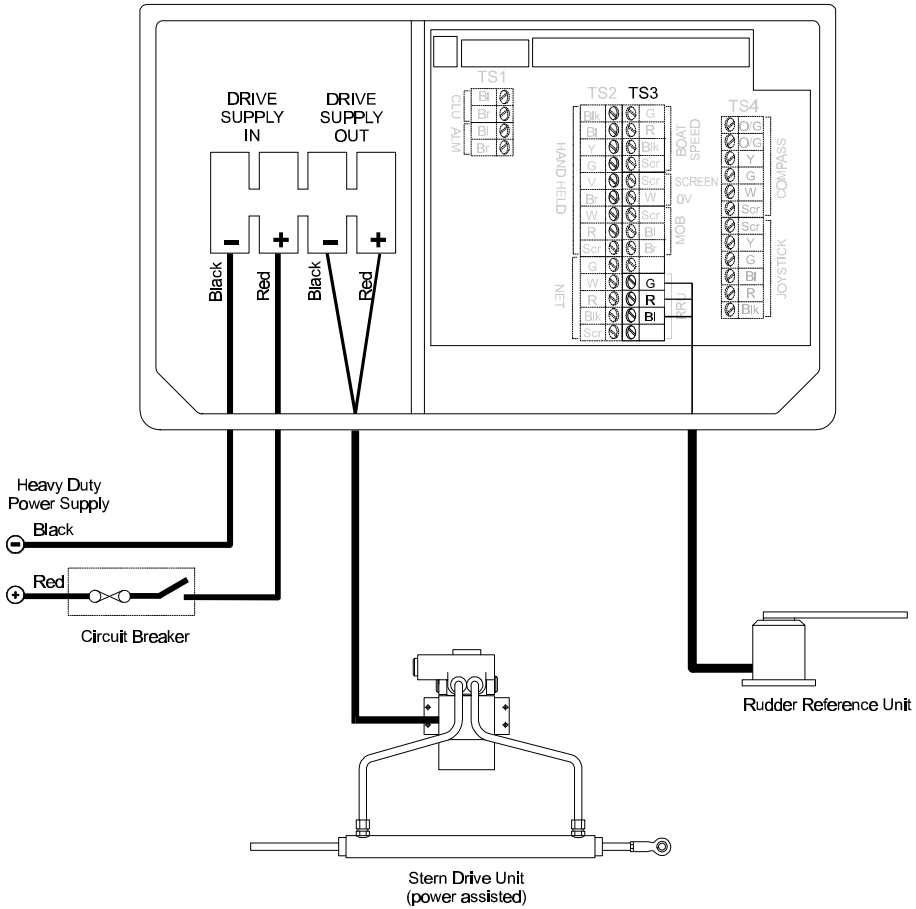 TS1
Bl
Br
Bl
Br
CLU
ALM
DRIVE
SUPPLY
IN
DRIVE
SUPPLY
OUT
TS2
TS3
Blk
Bl
Y
G
V
Br
W
R
Scr
G
W
R
Blk
Scr
HAND HELD
NET
G
R
Blk
Scr
Scr
W
Scr
Bl
Br
G
R
Bl
BOAT
SPEED
SCREEN
0V
MOB
RRU
TS4
O/G
O/G
Y
G
W
Scr
Y
G
Bl
R
Blk
COMPASS
JOYSTICK
-
+
-
+
Black
Red
Black
Red
Heavy Duty
Power Supply
- Black
+ Red
Circuit Breaker
Rudder Reference Unit
Stern Drive Unit
(power assisted)